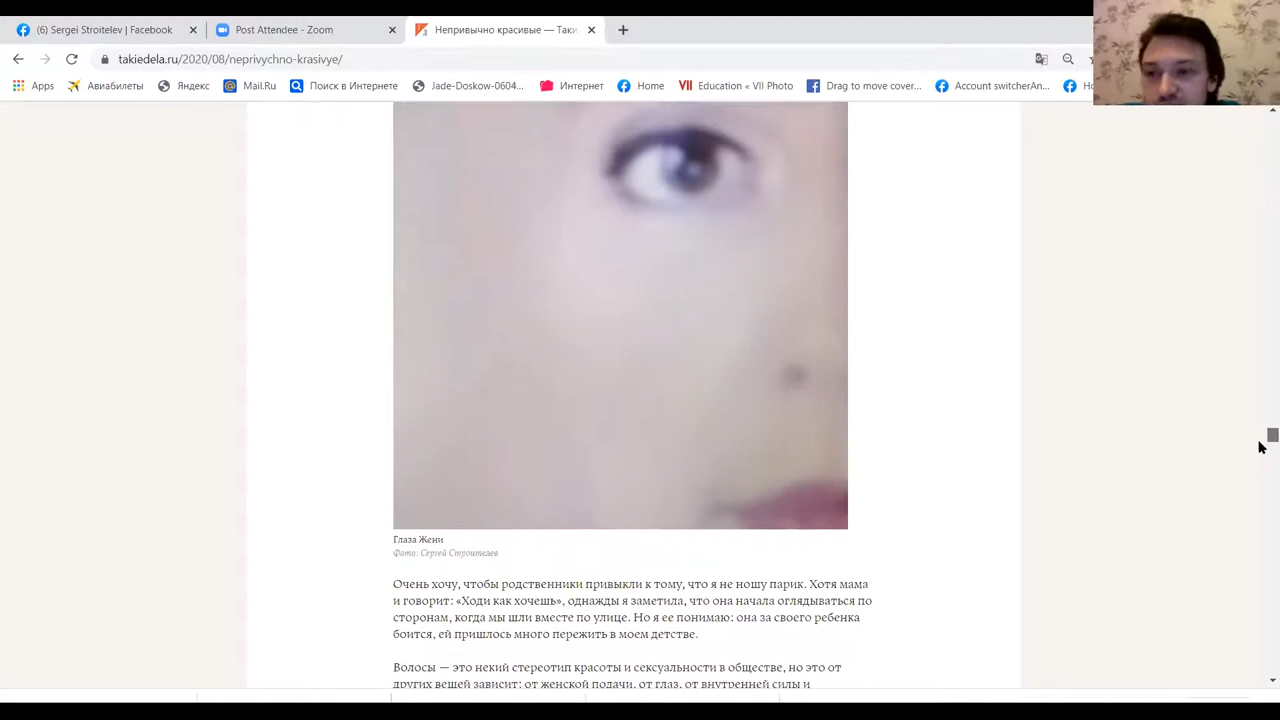 (6) Sergei Stroitelev | Facebook
Post Attendee - Zoom
Непривычно красивые — Таки
takiedela.ru/2020/08/neprivychno-krasivye/
Apps
Авиабилеты
Яндекс
Mail.Ru
Поиск в Интернете
Jade-Doskow-0604...
Интернет
Home
VII Education « VII Photo
Drag to move cover...
Account switcherAn...
Глаза Жени
Фото: Сергей Строителев
Очень хочу, чтобы родственники привыкли к тому, что я не ношу парик. Хотя мама
и говорит: «Ходи как хочешь», однажды я заметила, что она начала оглядываться по
сторонам, когда мы шли вместе по улице. Но я ее понимаю: она за своего ребенка
боится, ей пришлось много пережить в моем детстве.
Волосы — это некий стереотип красоты и сексуальности в обществе, но это от
других вещей зависит: от женской подачи, от глаз, от внутренней силы и